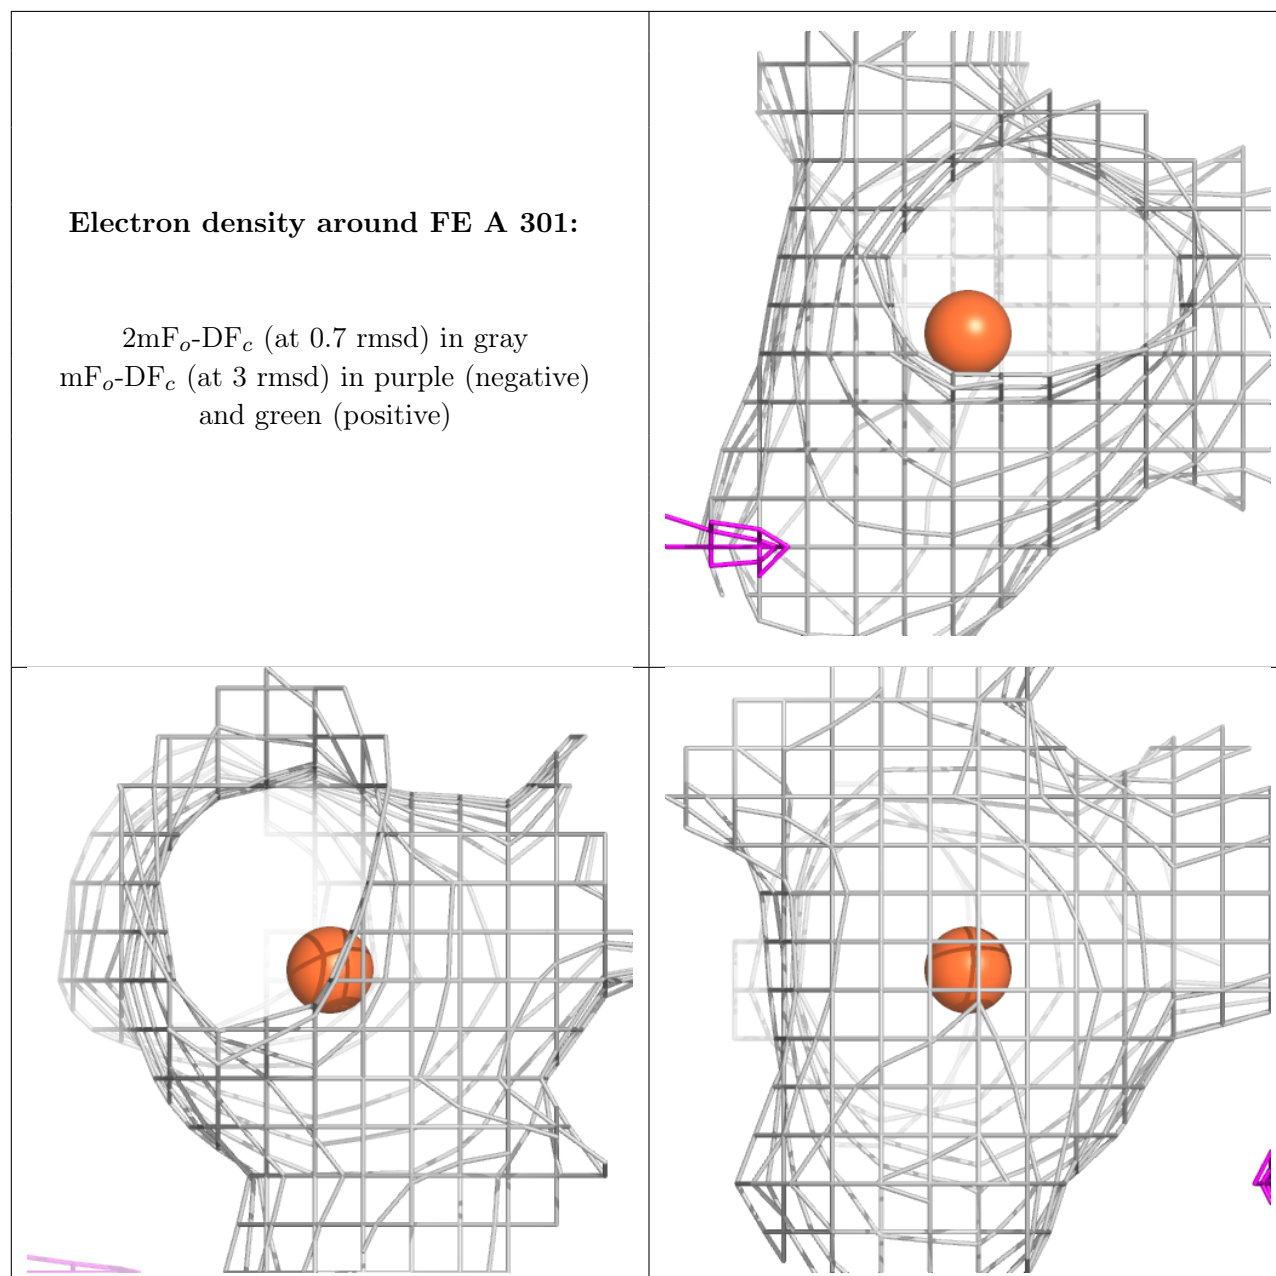 Electron density around FE A 301:
2mFo-DFc (at 0.7 rmsd) in gray
mFo-DFc (at 3 rmsd) in purple (negative)
and green (positive)